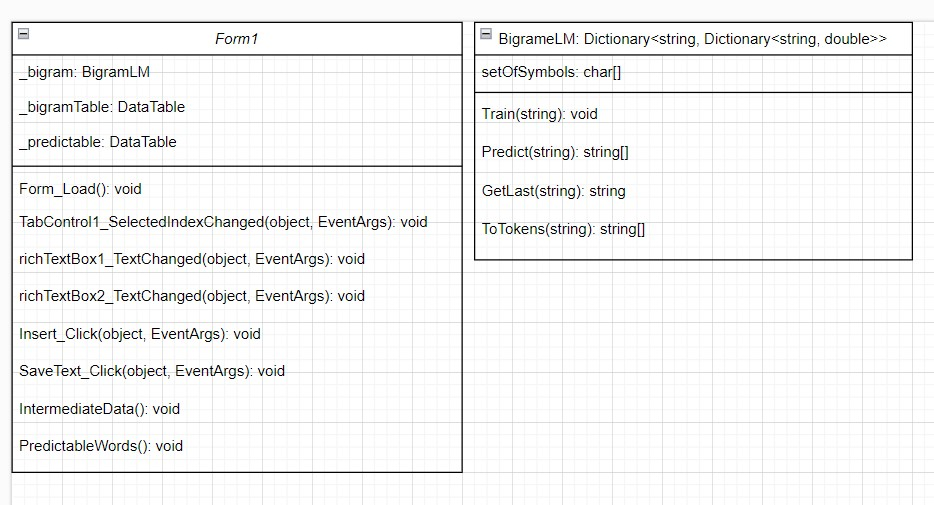 Form1
_bigram: BigramLM
_bigramTable: DataTable
_predictable: DataTable
Form_Load(): void
TabControl1_SelectedIndexChanged(object, EventArgs): void
richTextBox1_TextChanged(object, EventArgs): void
richTextBox2_TextChanged(object, EventArgs): void
Insert_Click(object, EventArgs): void
SaveText_Click(object, EventArgs): void
IntermediateData(): void
PredictableWords(): void
BigrameLM: Dictionary<string, Dictionary<string, double>>
setOfSymbols: char[]
Train(string): void
Predict(string): string[]
GetLast(string): string
ToTokens(string): string[]